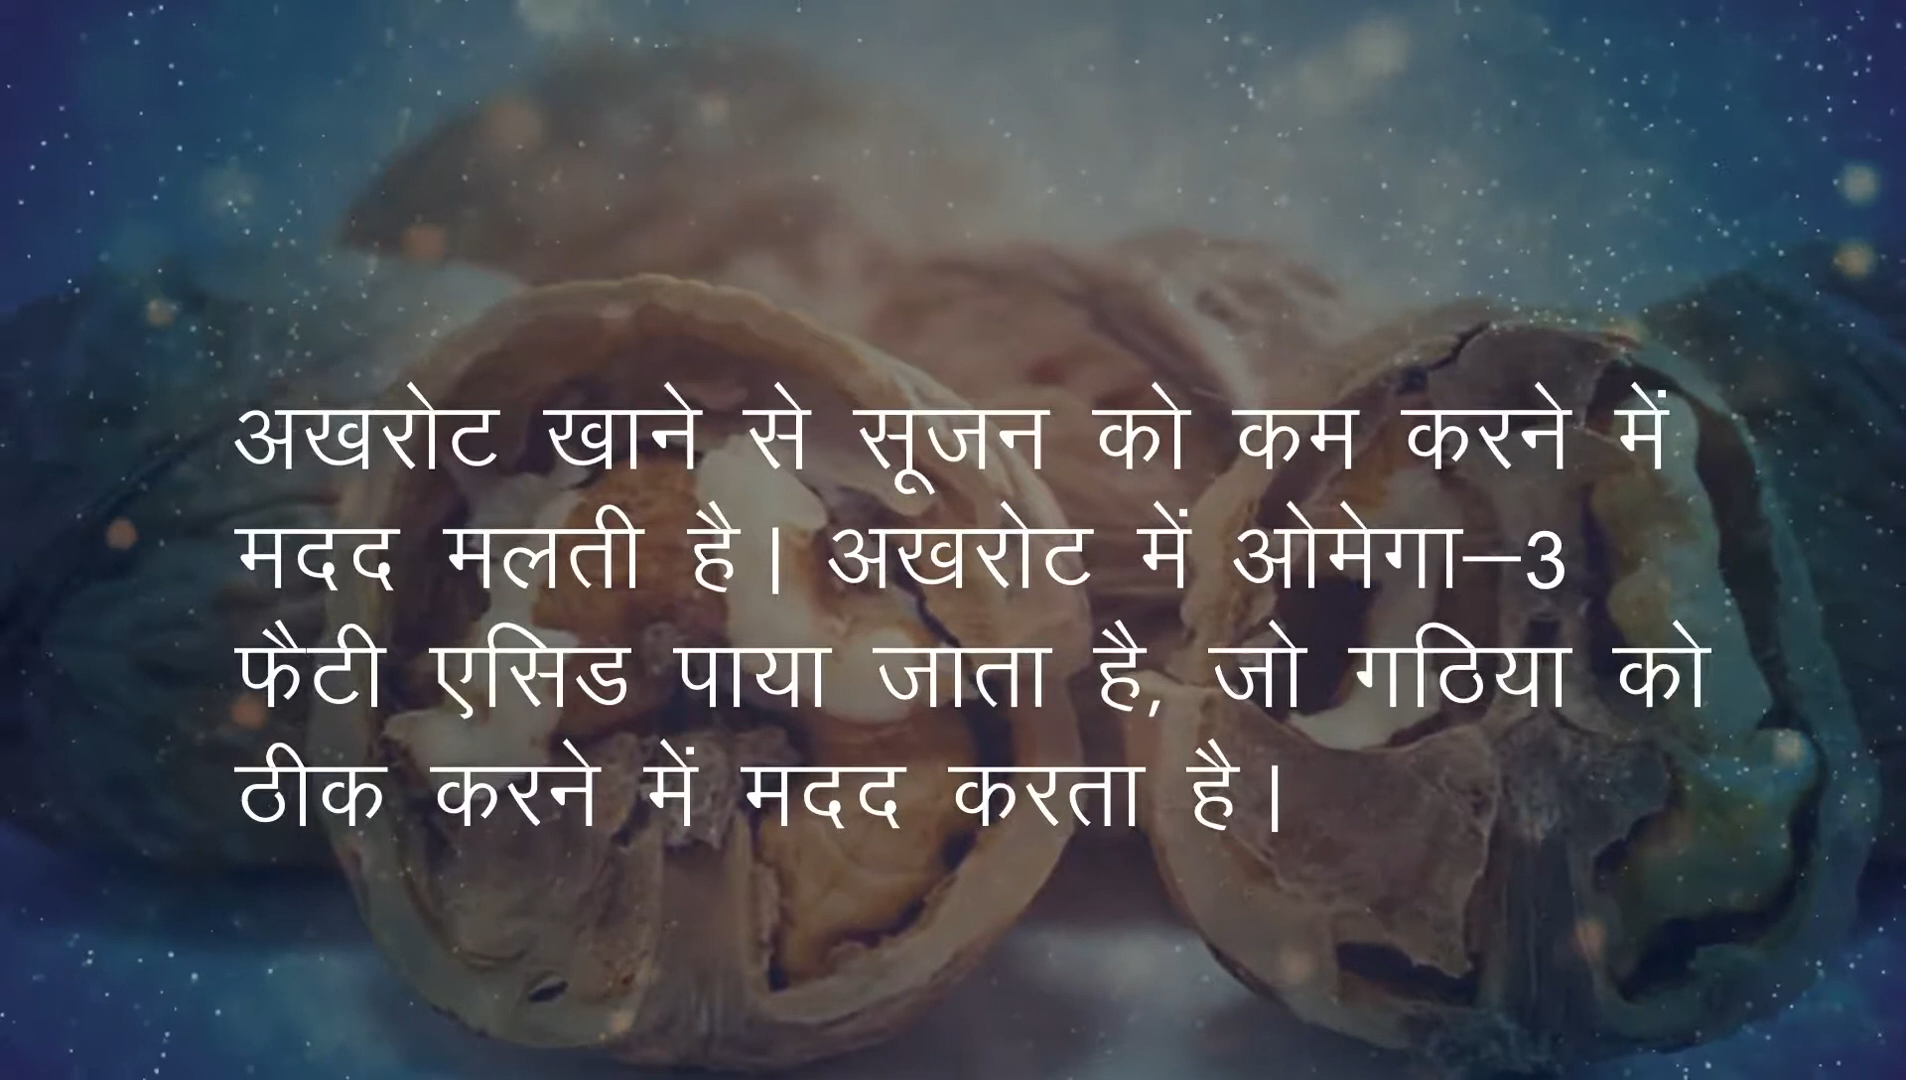 अखरोट खाने से सूजन को कम करने में
मदद मलती है। अखरोट में ओमेगा–3
फैटी एसिड पाया जाता है, जो गठिया को
ठीक करने में मदद करता है।